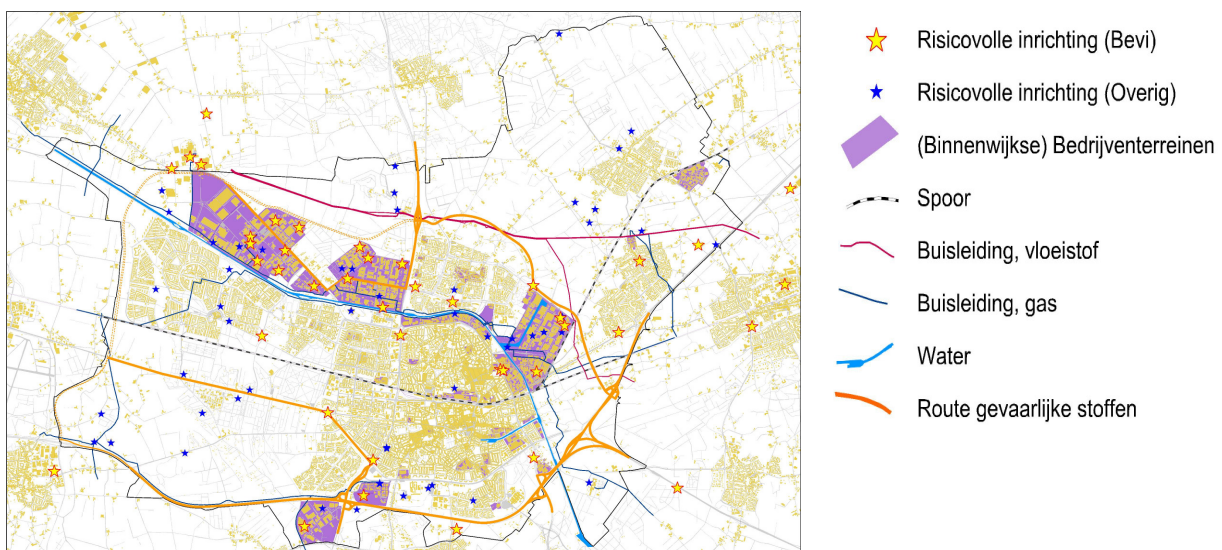 Risicovolle inrichting (Bevi)
Risicovolle inrichting (Overig)
(Binnenwijkse) Bedrijventerreinen
Spoor
Buisleiding, vloeistof
Buisleiding, gas
Water
Route gevaarlijke stoffen